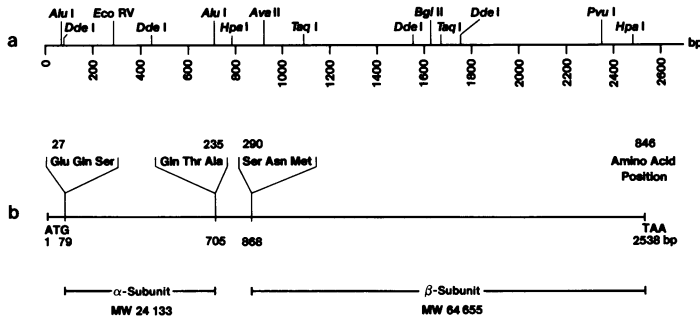 Alu I Eco RV Alu I Ava II Bgl II Dde I Pvu I
Dde I Dde I Hpa I Taq I Dde I Taq I Hpa I
a
bp
0 200 400 600 800 1000 1200 1400 1600 1800 2000 2200 2400 2600
27 235 290 846
Glu Gln Ser Gln Thr Ala Ser Asn Met Amino Acid
Position
b
ATG TAA
1 79 705 868 2538 bp
α-Subunit β-Subunit
MW 24 133 MW 64 655